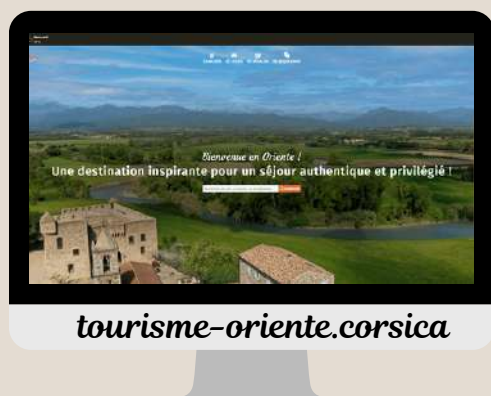 Bienvenue en Oriente !
Une destination inspirante pour un séjour authentique et privilégié !
tourisme-oriente.corsica